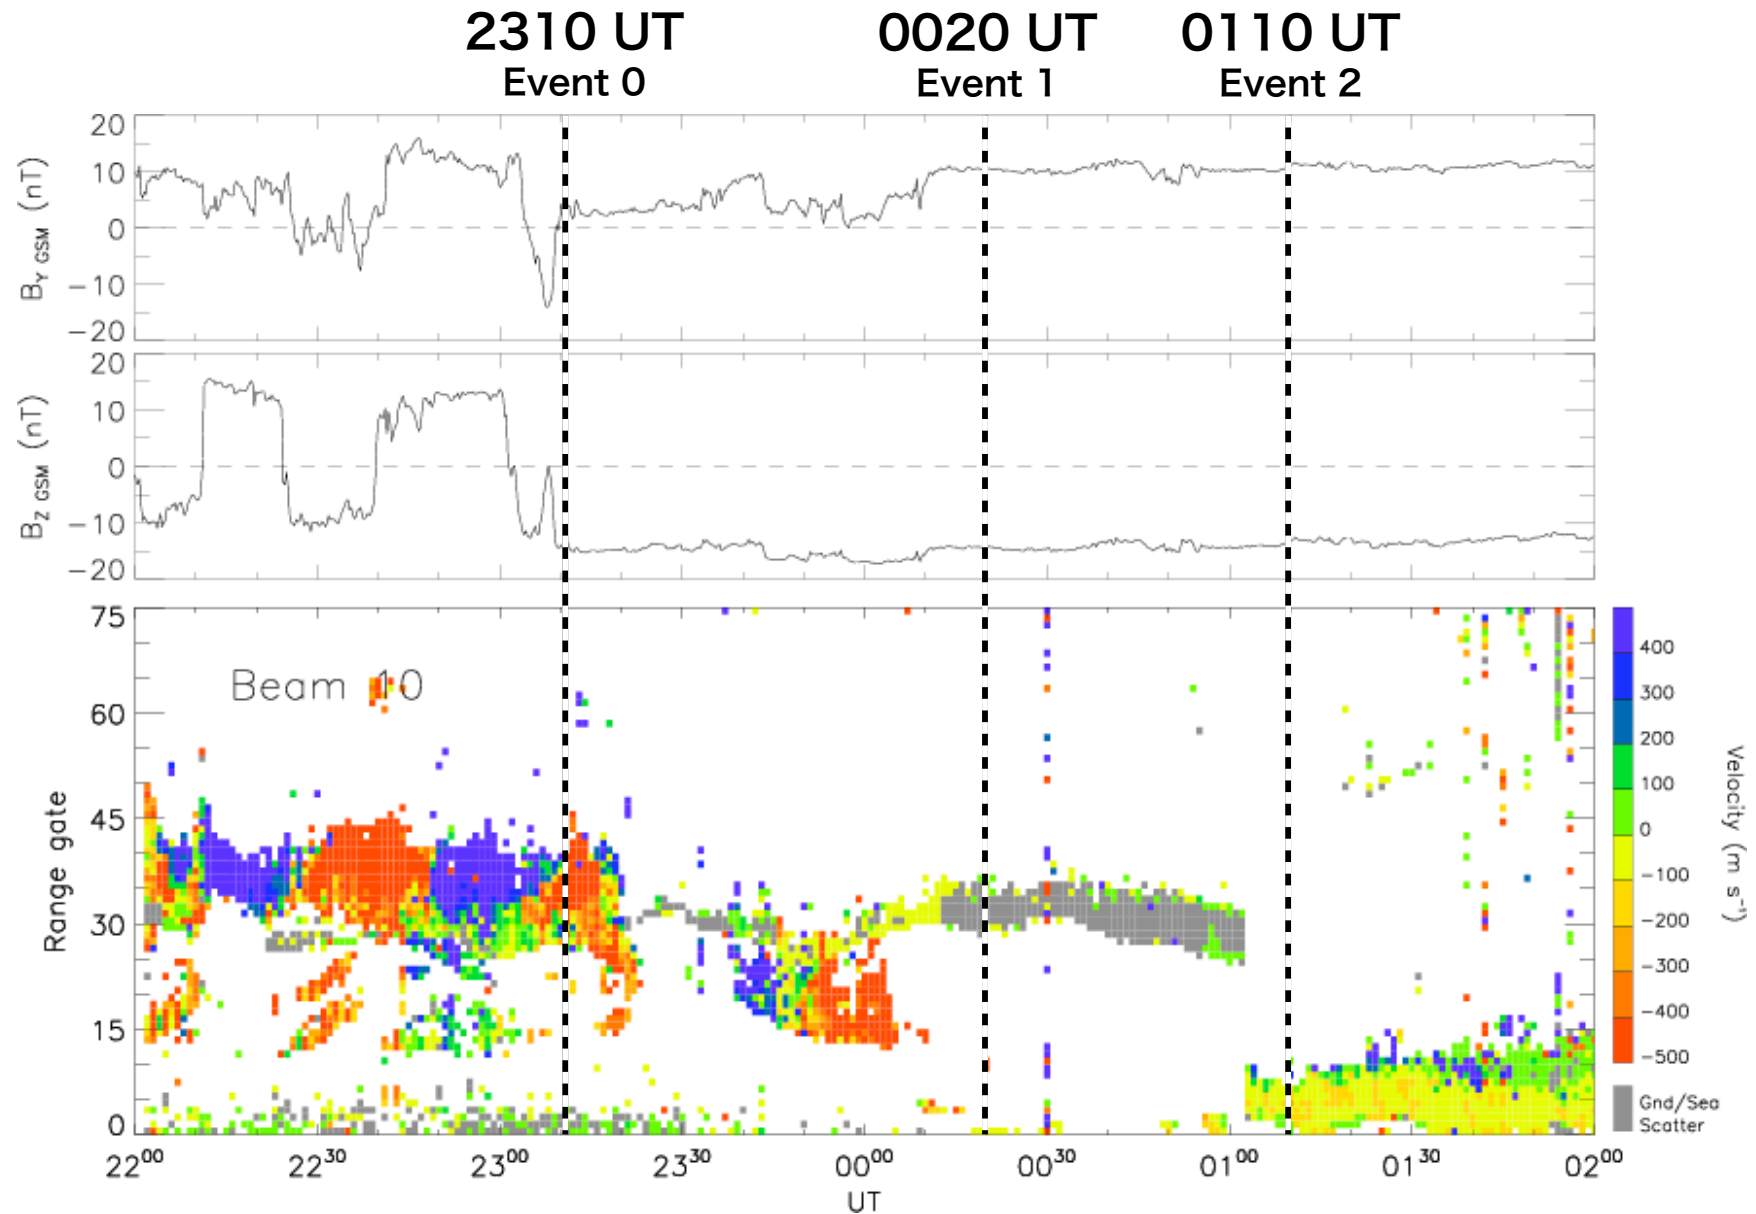 2310 UT
Event 0
0020 UT
Event 1
0110 UT
Event 2
20
10
0
−10
−20
B_Y GSM (nT)
20
10
0
−10
−20
B_Z GSM (nT)
75
60
45
30
15
0
Range gate
Beam 10
22⁰⁰
22³⁰
23⁰⁰
23³⁰
00⁰⁰
00³⁰
01⁰⁰
01³⁰
02⁰⁰
UT
400
300
200
100
0
−100
−200
−300
−400
−500
Gnd/Sea
Scatter
Velocity (m s⁻¹)